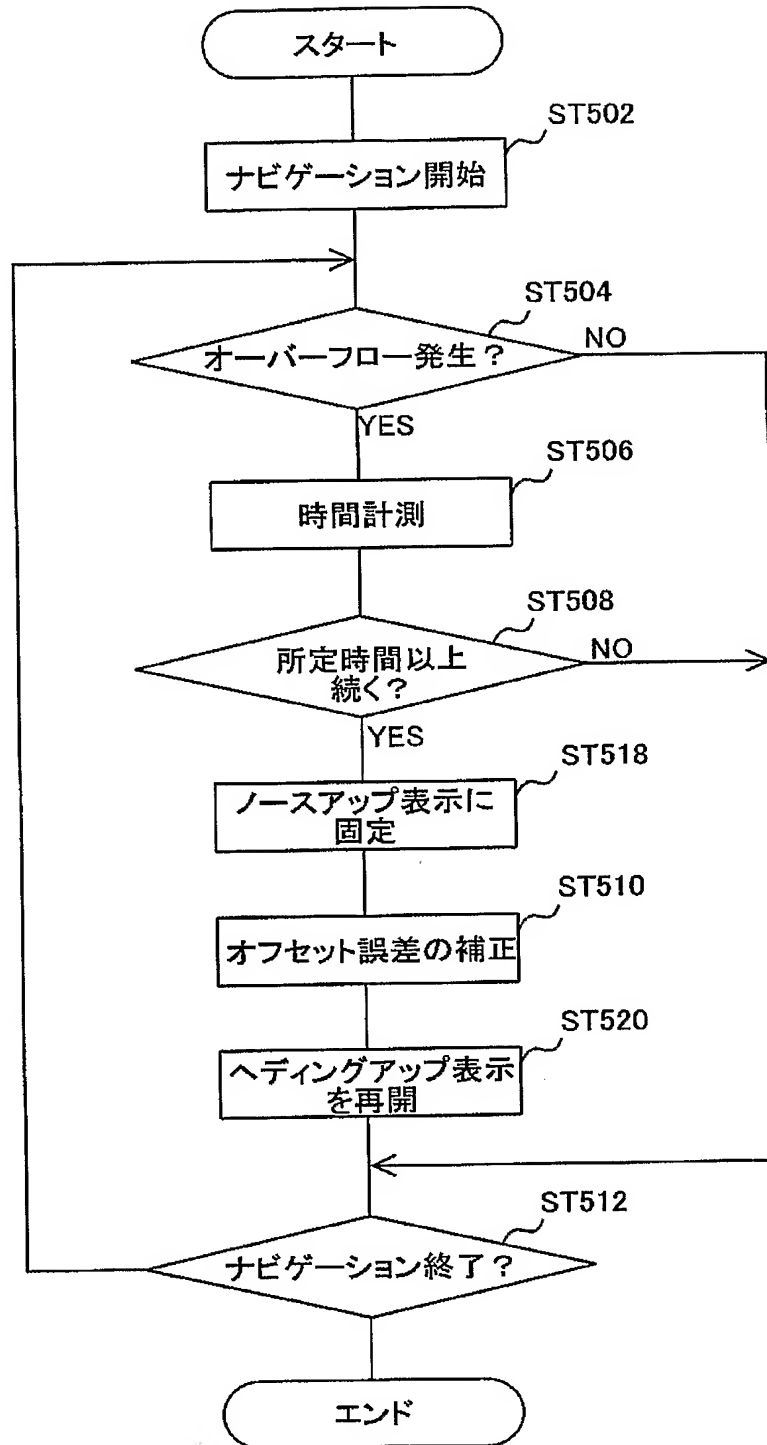 スタート
ST502
ナビゲーション開始
ST504
オーバーフロー発生？
NO
YES
ST506
時間計測
ST508
所定時間以上
続く？
NO
YES
ST518
ノースアップ表示に
固定
ST510
オフセット誤差の補正
ST520
ヘディングアップ表示
を再開
ST512
ナビゲーション終了？
エンド